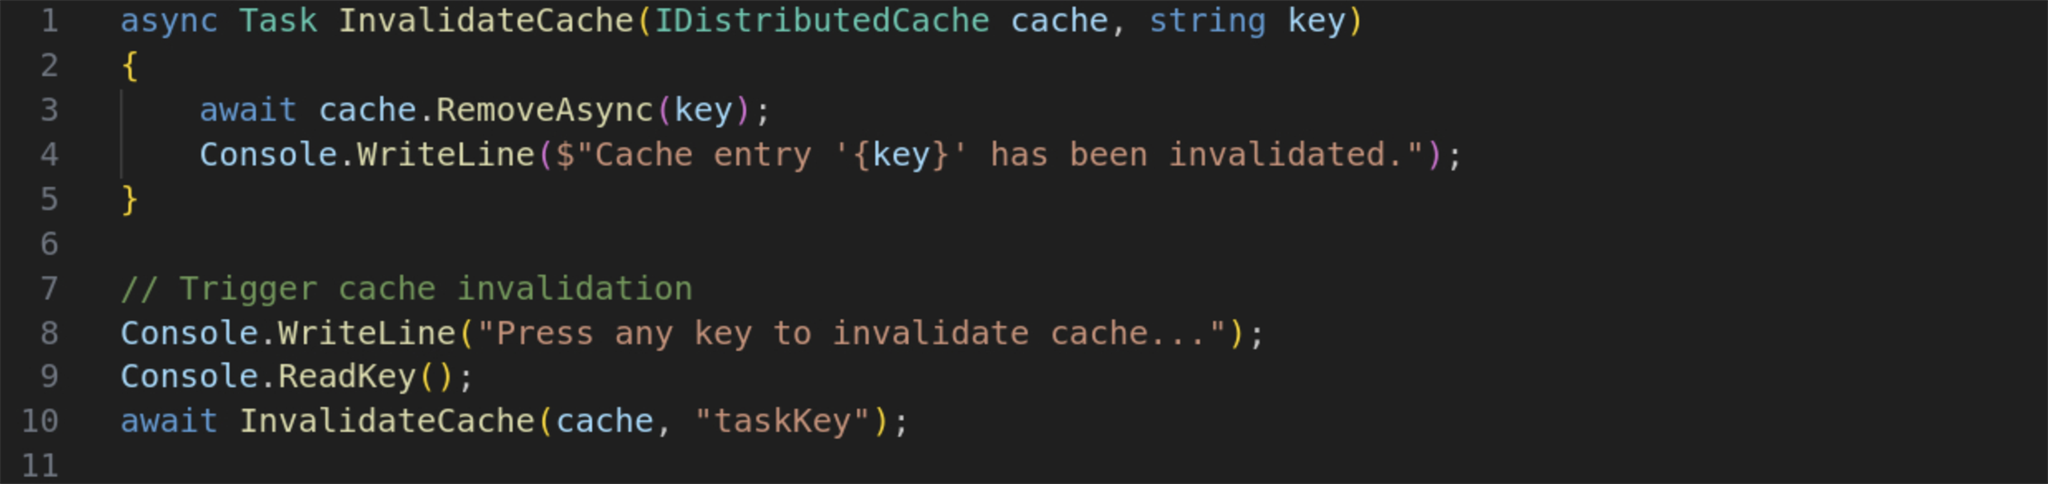 1 async Task InvalidateCache(IDistributedCache cache, string key)
2 {
3     await cache.RemoveAsync(key);
4     Console.WriteLine($"Cache entry '{key}' has been invalidated.");
5 }
6
7 // Trigger cache invalidation
8 Console.WriteLine("Press any key to invalidate cache...");
9 Console.ReadKey();
10 await InvalidateCache(cache, "taskKey");
11